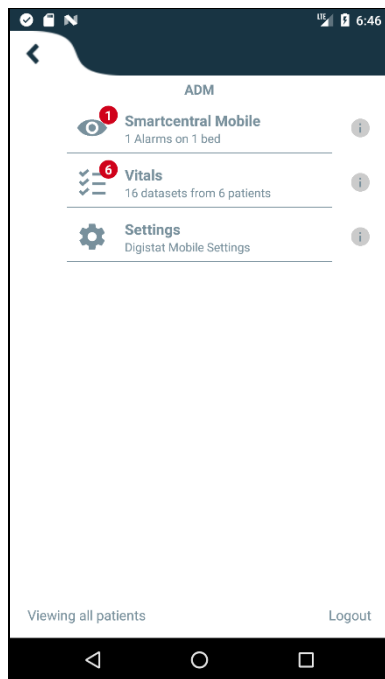 LTE 6:46
ADM
1
Smartcentral Mobile
1 Alarms on 1 bed
6
Vitals
16 datasets from 6 patients
Settings
Digistat Mobile Settings
Viewing all patients
Logout